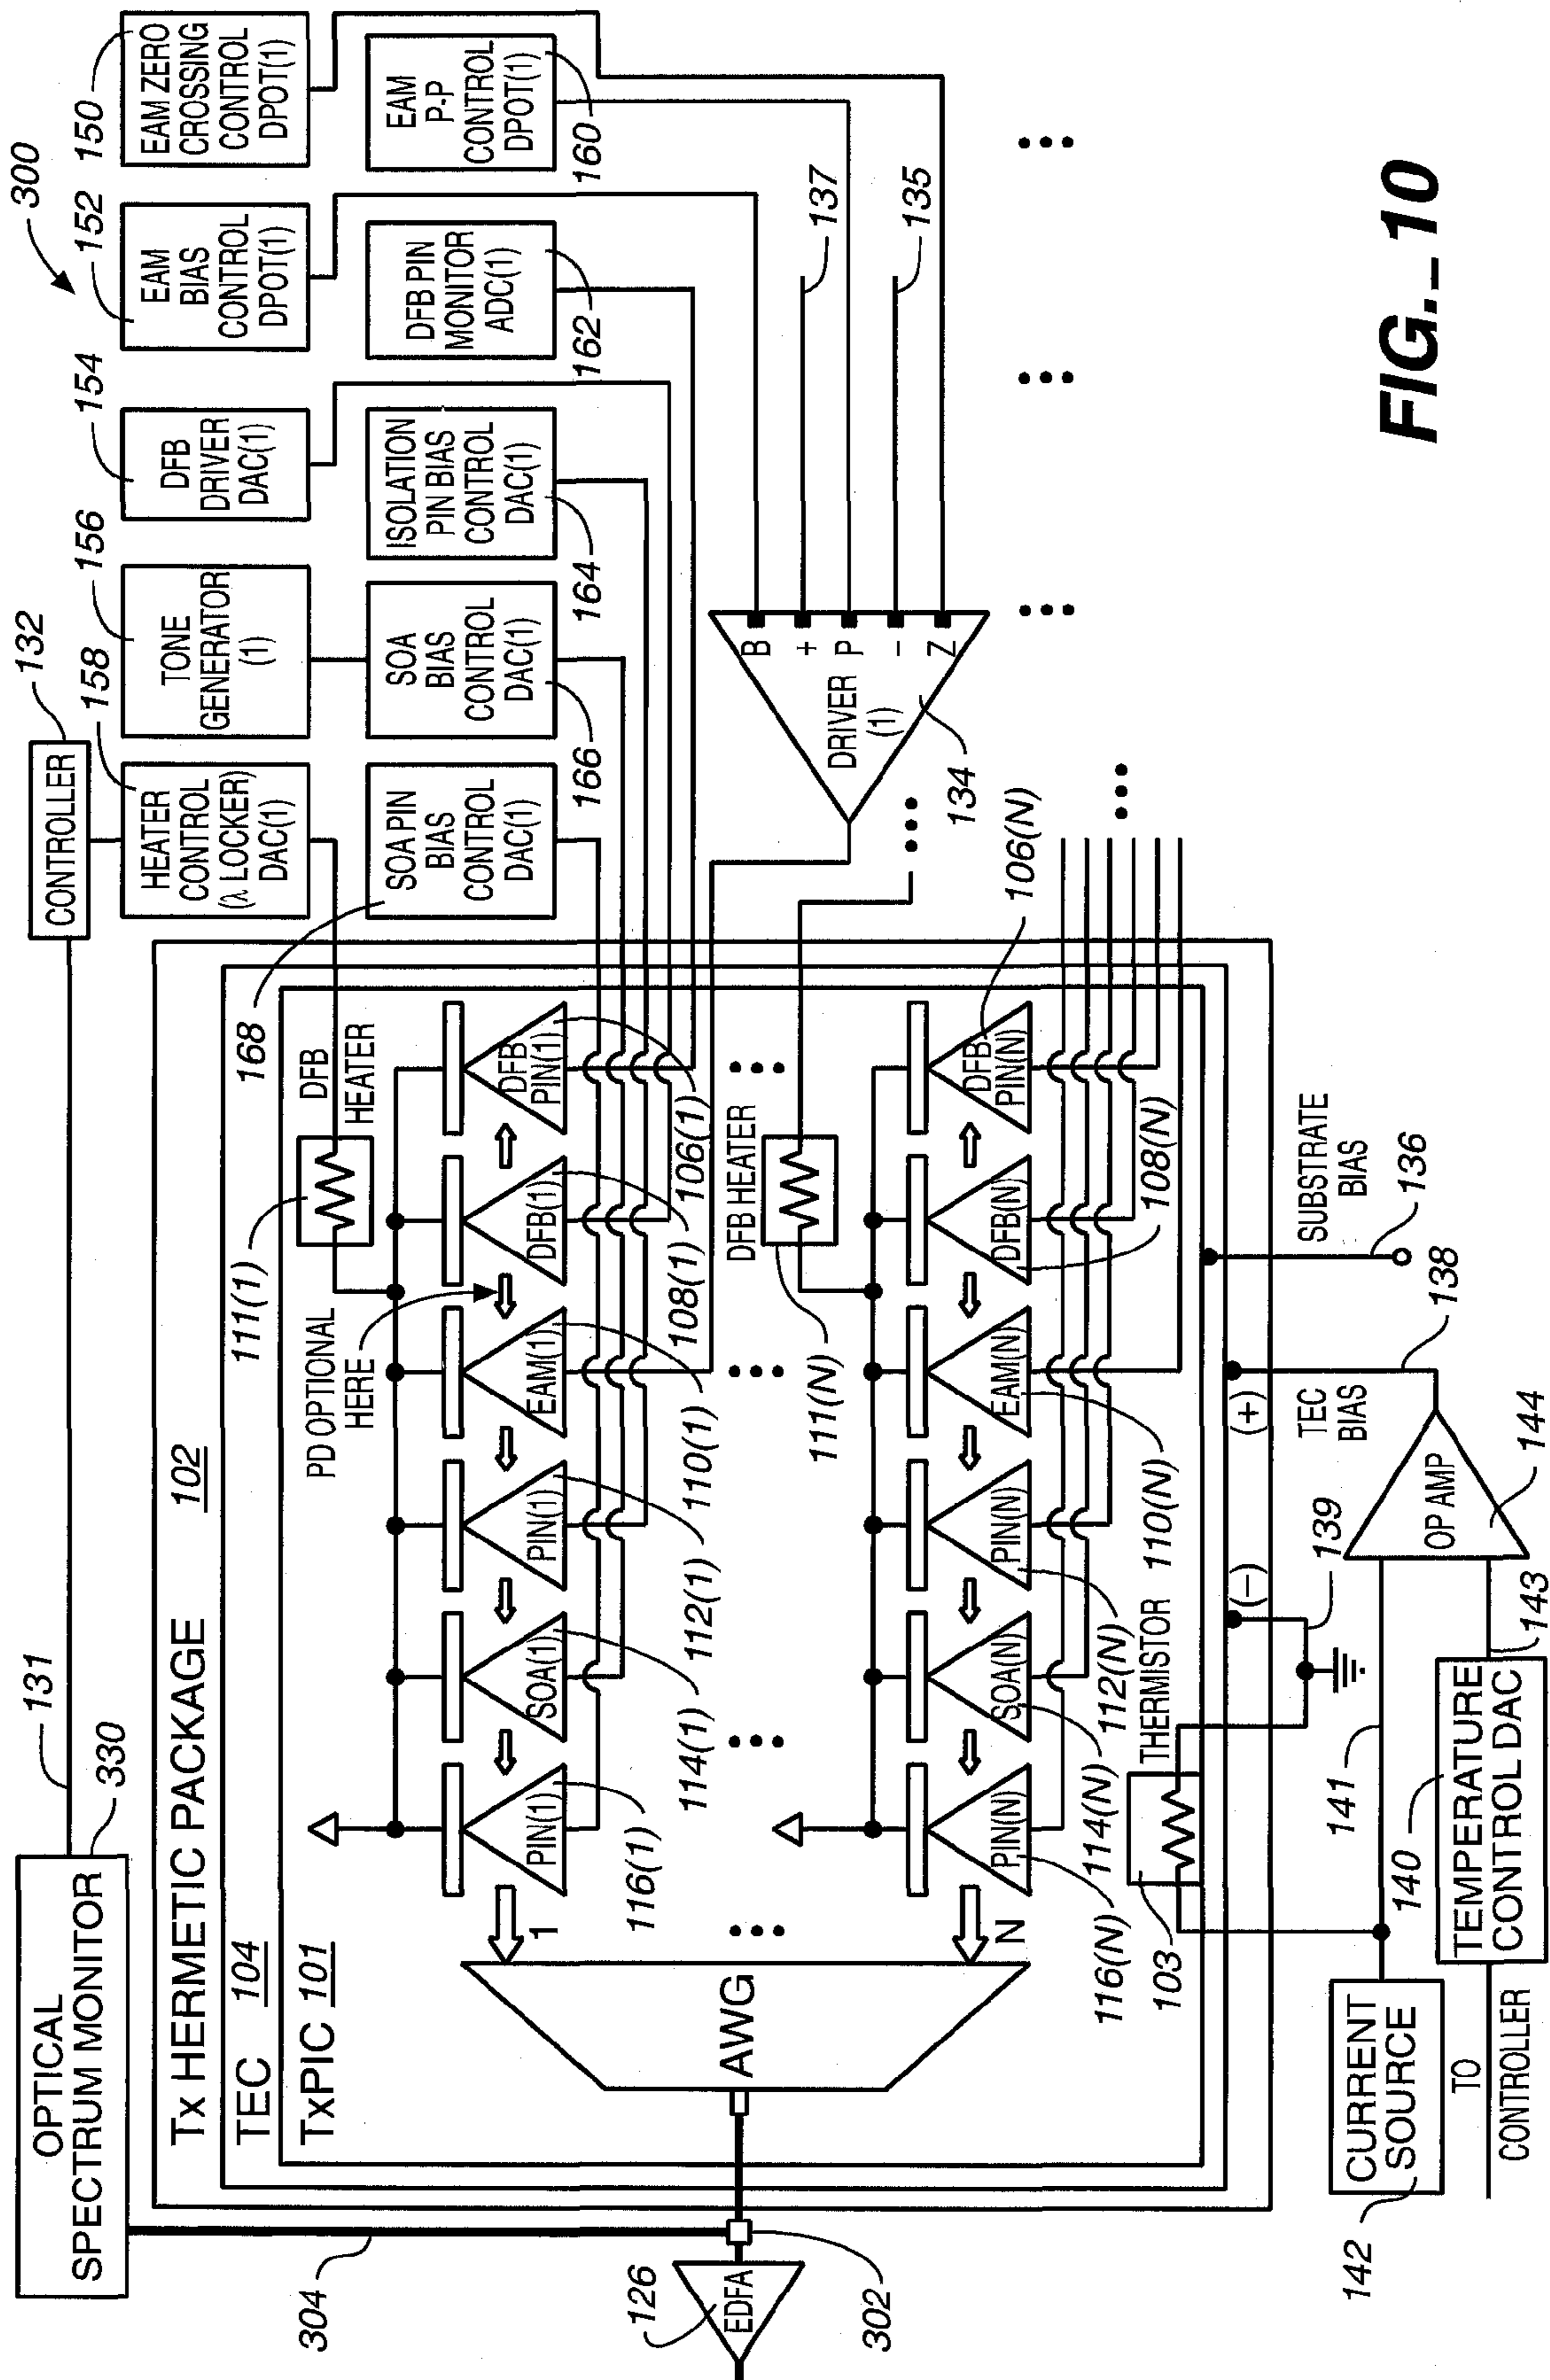 300
OPTICAL
SPECTRUM MONITOR
330
131
CONTROLLER
132
158
HEATER
CONTROL
(λ LOCKER)
DAC(1)
156
TONE
GENERATOR
(1)
154
DFB
DRIVER
DAC(1)
152
EAM
BIAS
CONTROL
DPOT(1)
150
EAM ZERO
CROSSING
CONTROL
DPOT(1)
SOA PIN
BIAS
CONTROL
DAC(1)
168
SOA
BIAS
CONTROL
DAC(1)
166
ISOLATION
PIN BIAS
CONTROL
DAC(1)
164
DFB PIN
MONITOR
ADC(1)
162
EAM
P-P
CONTROL
DPOT(1)
160
Tx HERMETIC PACKAGE 102
TEC 104
TxPIC 101
111(1)
DFB
HEATER
PD OPTIONAL
HERE
PIN(1)
SOA(1)
PIN(1)
EAM(1)
DFB(1)
DFB
PIN(1)
1
116(1)
114(1)
112(1)
110(1)
108(1)
106(1)
304
126
EDFA
302
AWG
DFB HEATER
111(N)
B
+
P
−
Z
DRIVER
(1)
134
137
135
PIN(N)
SOA(N)
PIN(N)
EAM(N)
DFB(N)
DFB
PIN(N)
N
106(N)
108(N)
110(N)
112(N)
114(N)
116(N)
103
THERMISTOR
(−)
139
(+)
TEC
BIAS
138
SUBSTRATE
BIAS
136
CURRENT
SOURCE
142
141
140
TEMPERATURE
CONTROL DAC
143
OP AMP
144
TO
CONTROLLER
FIG._10